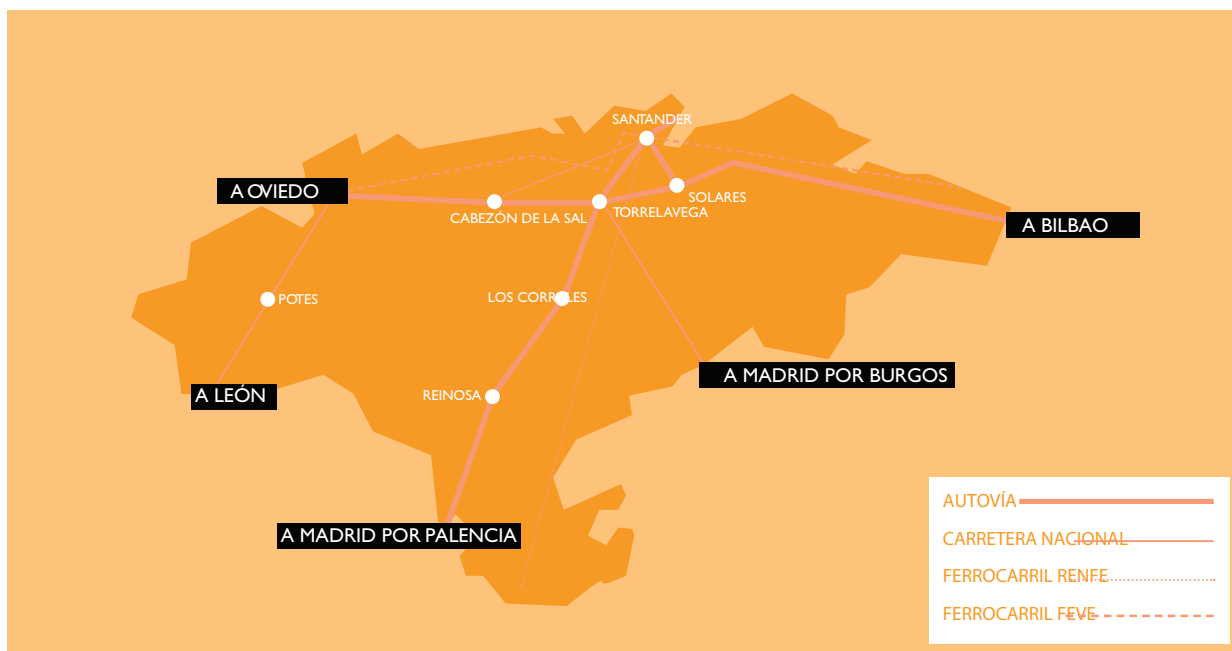 SANTANDER
A OVIEDO
SOLARES
CABEZÓN DE LA SAL
TORRELAVEGA
A BILBAO
POTES
LOS CORRALES
A MADRID POR BURGOS
A LEÓN
REINOSA
A MADRID POR PALENCIA
AUTOVÍA
CARRETERA NACIONAL
FERROCARRIL RENFE
FERROCARRIL FEVE